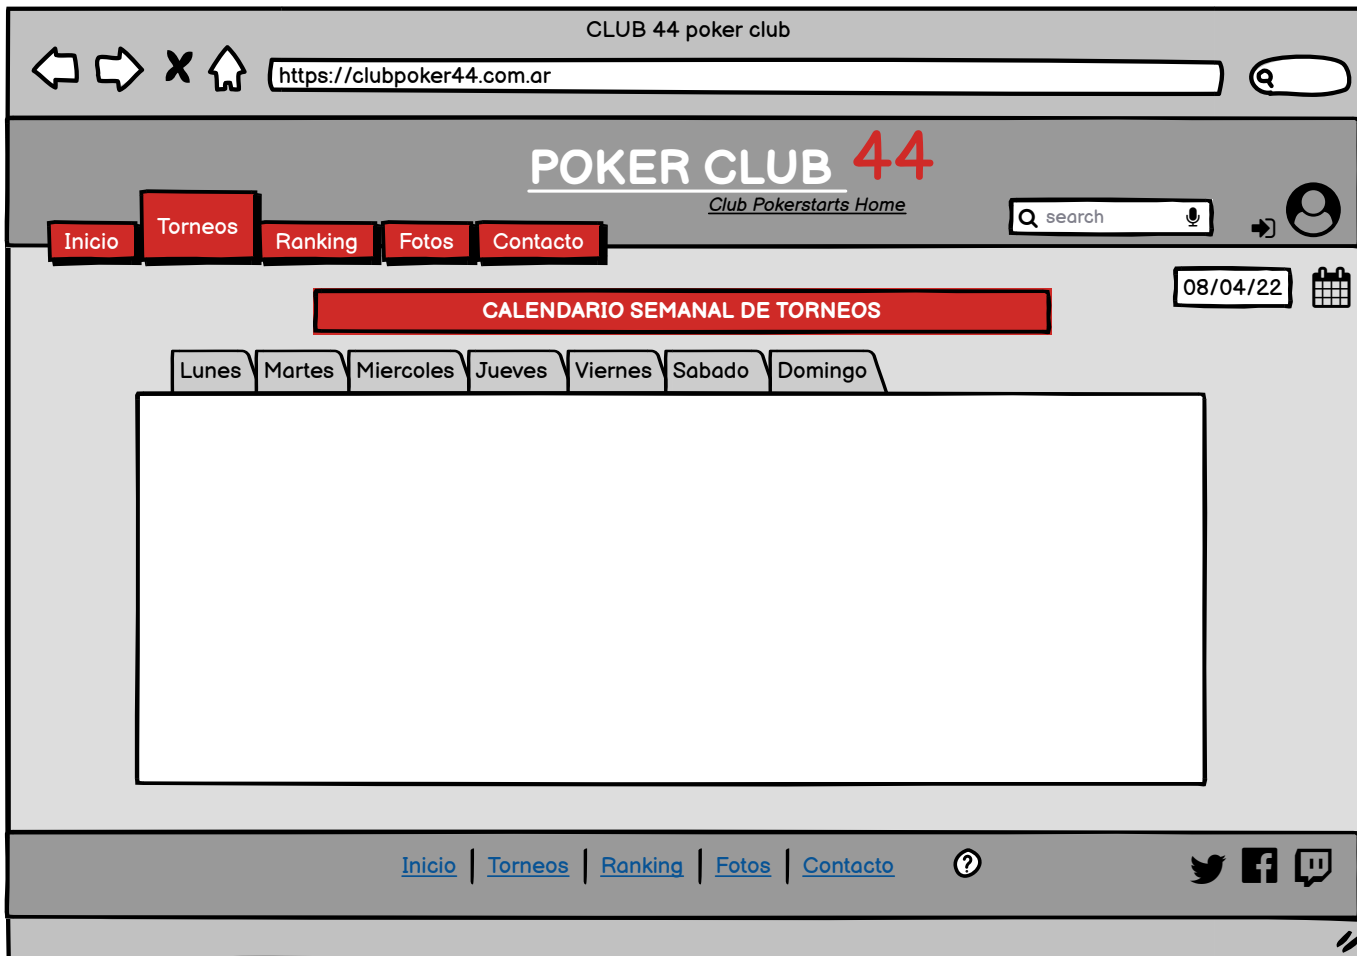 CLUB 44 poker club
https://clubpoker44.com.ar
POKER CLUB 44
Club Pokerstarts Home
search
Inicio
Torneos
Ranking
Fotos
Contacto
08/04/22
CALENDARIO SEMANAL DE TORNEOS
Lunes
Martes
Miercoles
Jueves
Viernes
Sabado
Domingo
Inicio
Torneos
Ranking
Fotos
Contacto
?